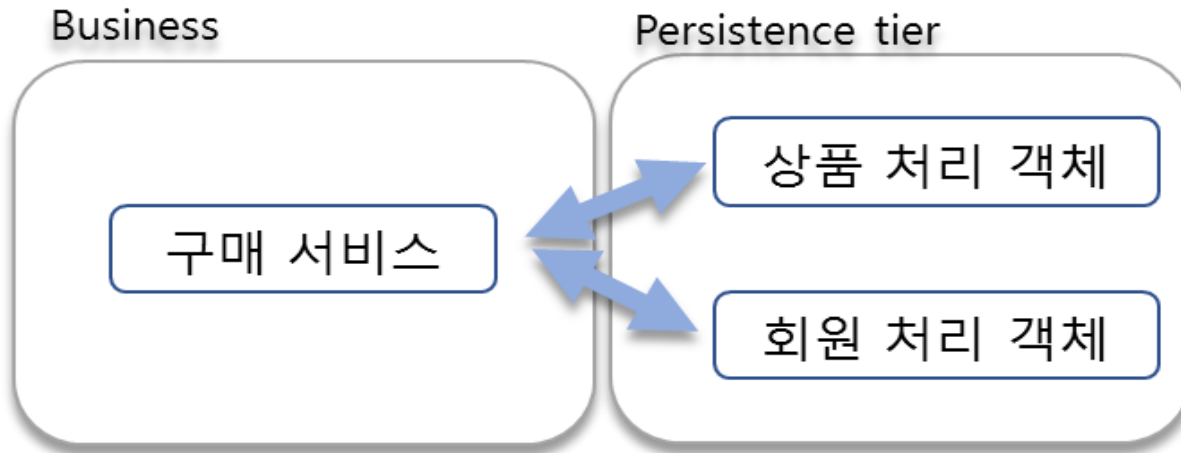 Business
Persistence tier
상품 처리 객체
구매 서비스
회원 처리 객체